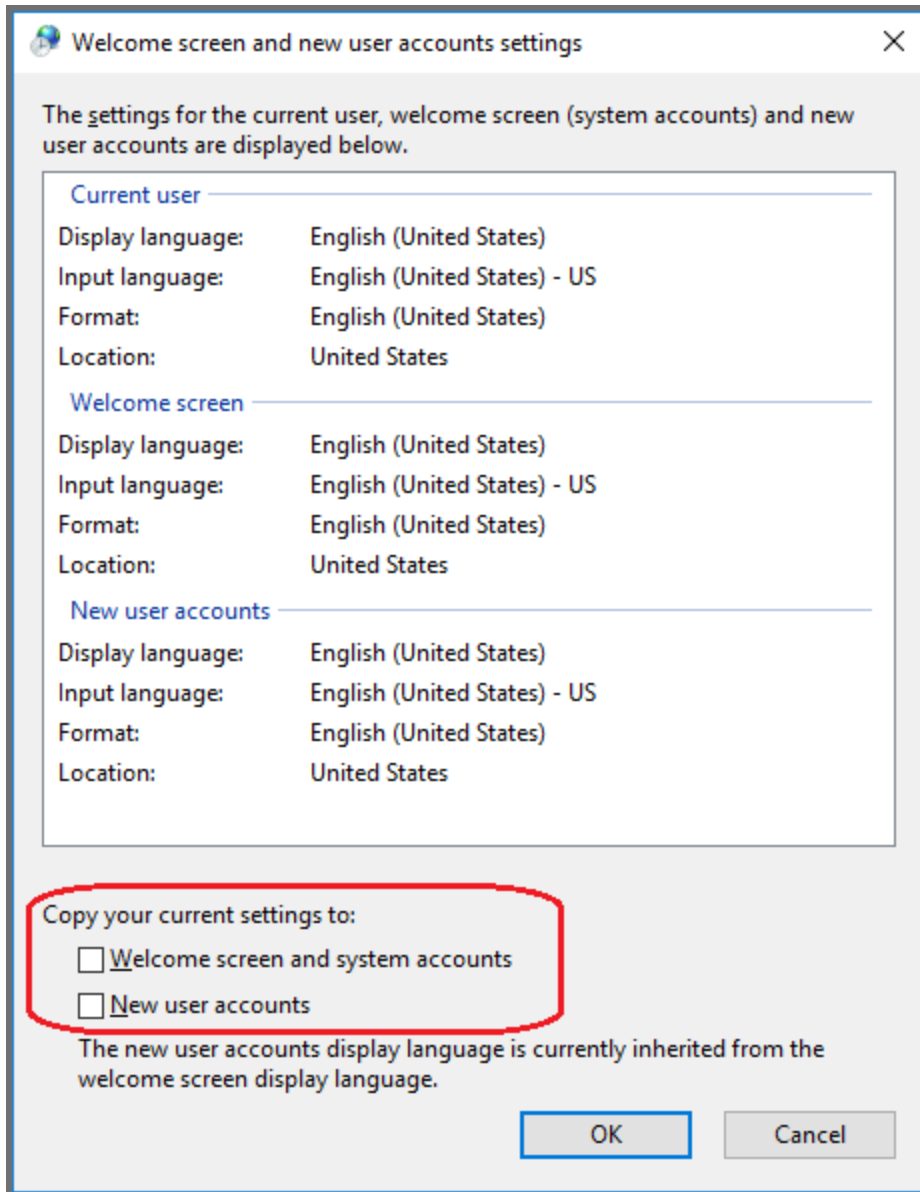 Welcome screen and new user accounts settings
The settings for the current user, welcome screen (system accounts) and new
user accounts are displayed below.
Current user
Display language: English (United States)
Input language: English (United States) - US
Format: English (United States)
Location: United States
Welcome screen
Display language: English (United States)
Input language: English (United States) - US
Format: English (United States)
Location: United States
New user accounts
Display language: English (United States)
Input language: English (United States) - US
Format: English (United States)
Location: United States
Copy your current settings to:
Welcome screen and system accounts
New user accounts
The new user accounts display language is currently inherited from the
welcome screen display language.
OK Cancel